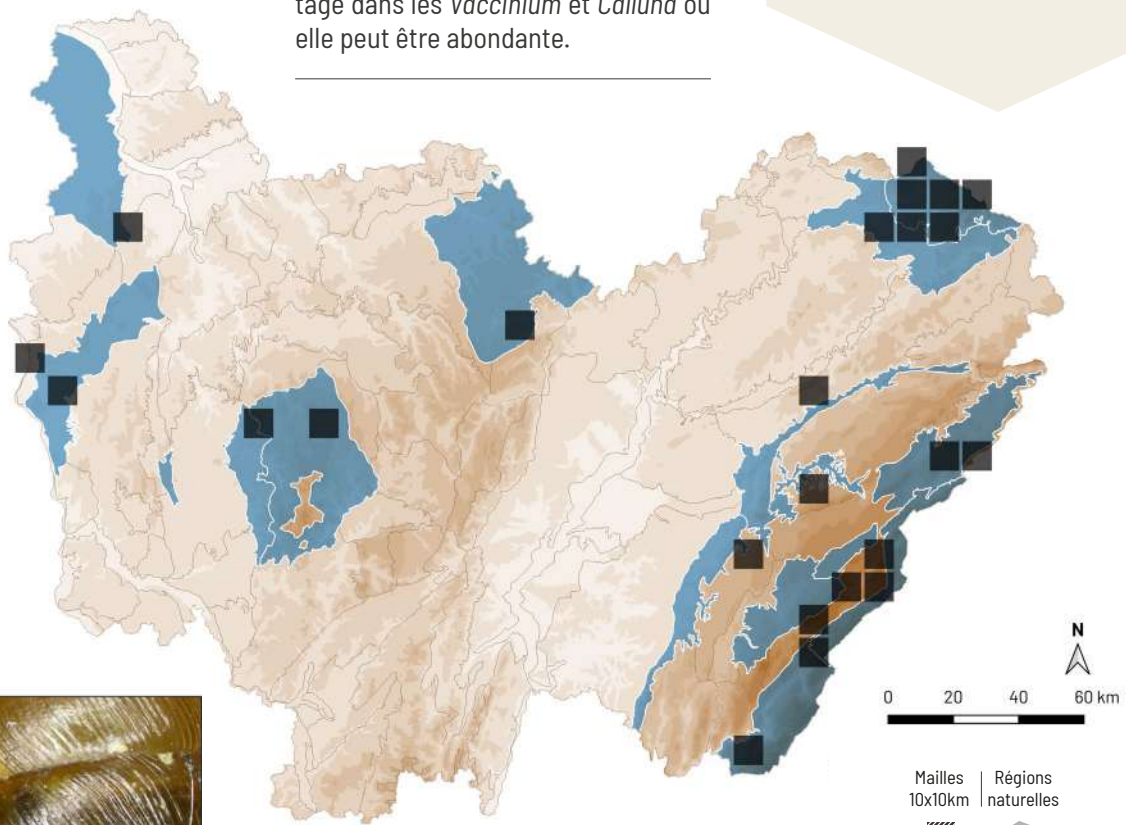 tage dans les Vaccinium et Calluna où
elle peut être abondante.
N
0 20 40 60 km
Mailles Régions
10x10km naturelles